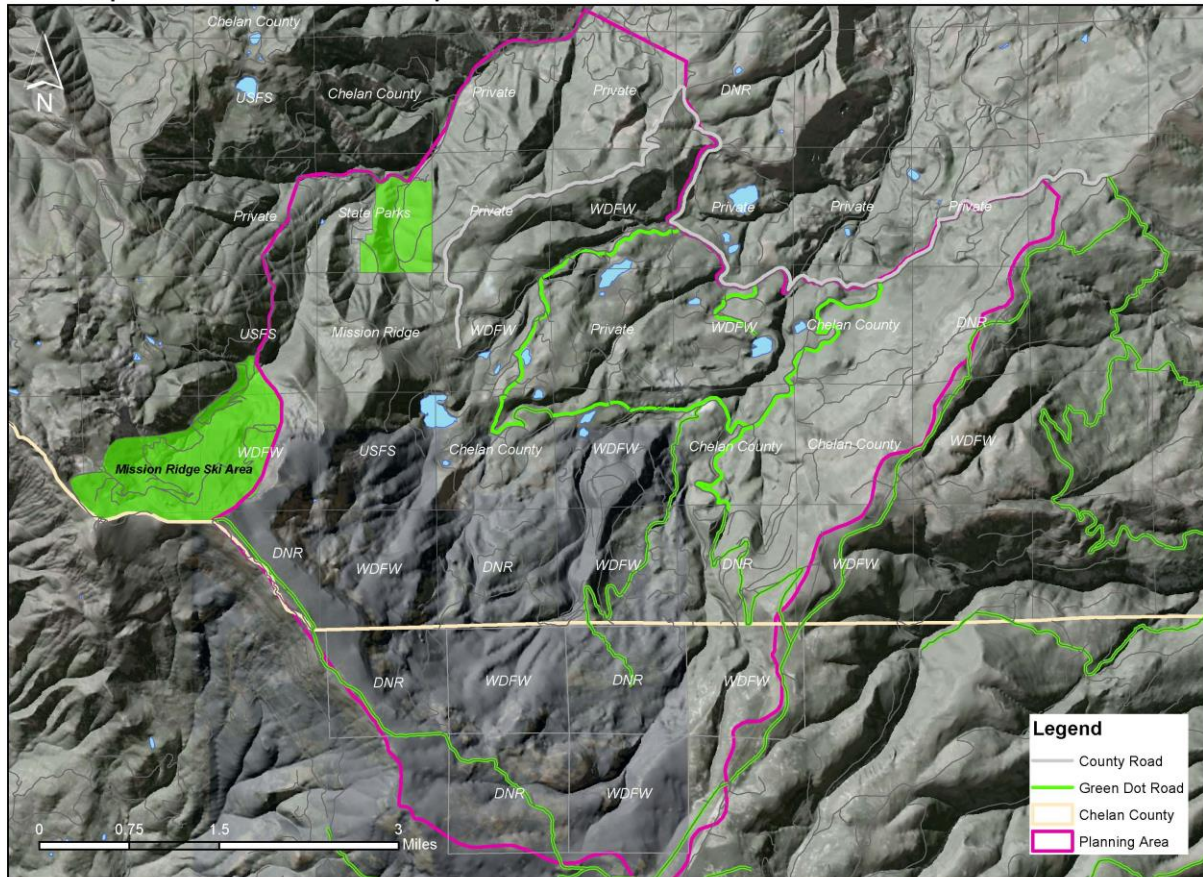 Chelan County
N
USFS
Chelan County
Private
Private
DNR
Private
State Parks
Private
WDFW
Private
Private
Private
USFS
Mission Ridge
WDFW
Private
WDFW
Chelan County
DNR
Mission Ridge Ski Area
WDFW
USFS
Chelan County
WDFW
Chelan County
Chelan County
WDFW
DNR
WDFW
DNR
WDFW
DNR
WDFW
DNR
WDFW
DNR
WDFW
DNR
WDFW
Legend
County Road
Green Dot Road
Chelan County
Planning Area
0 0.75 1.5 3
Miles